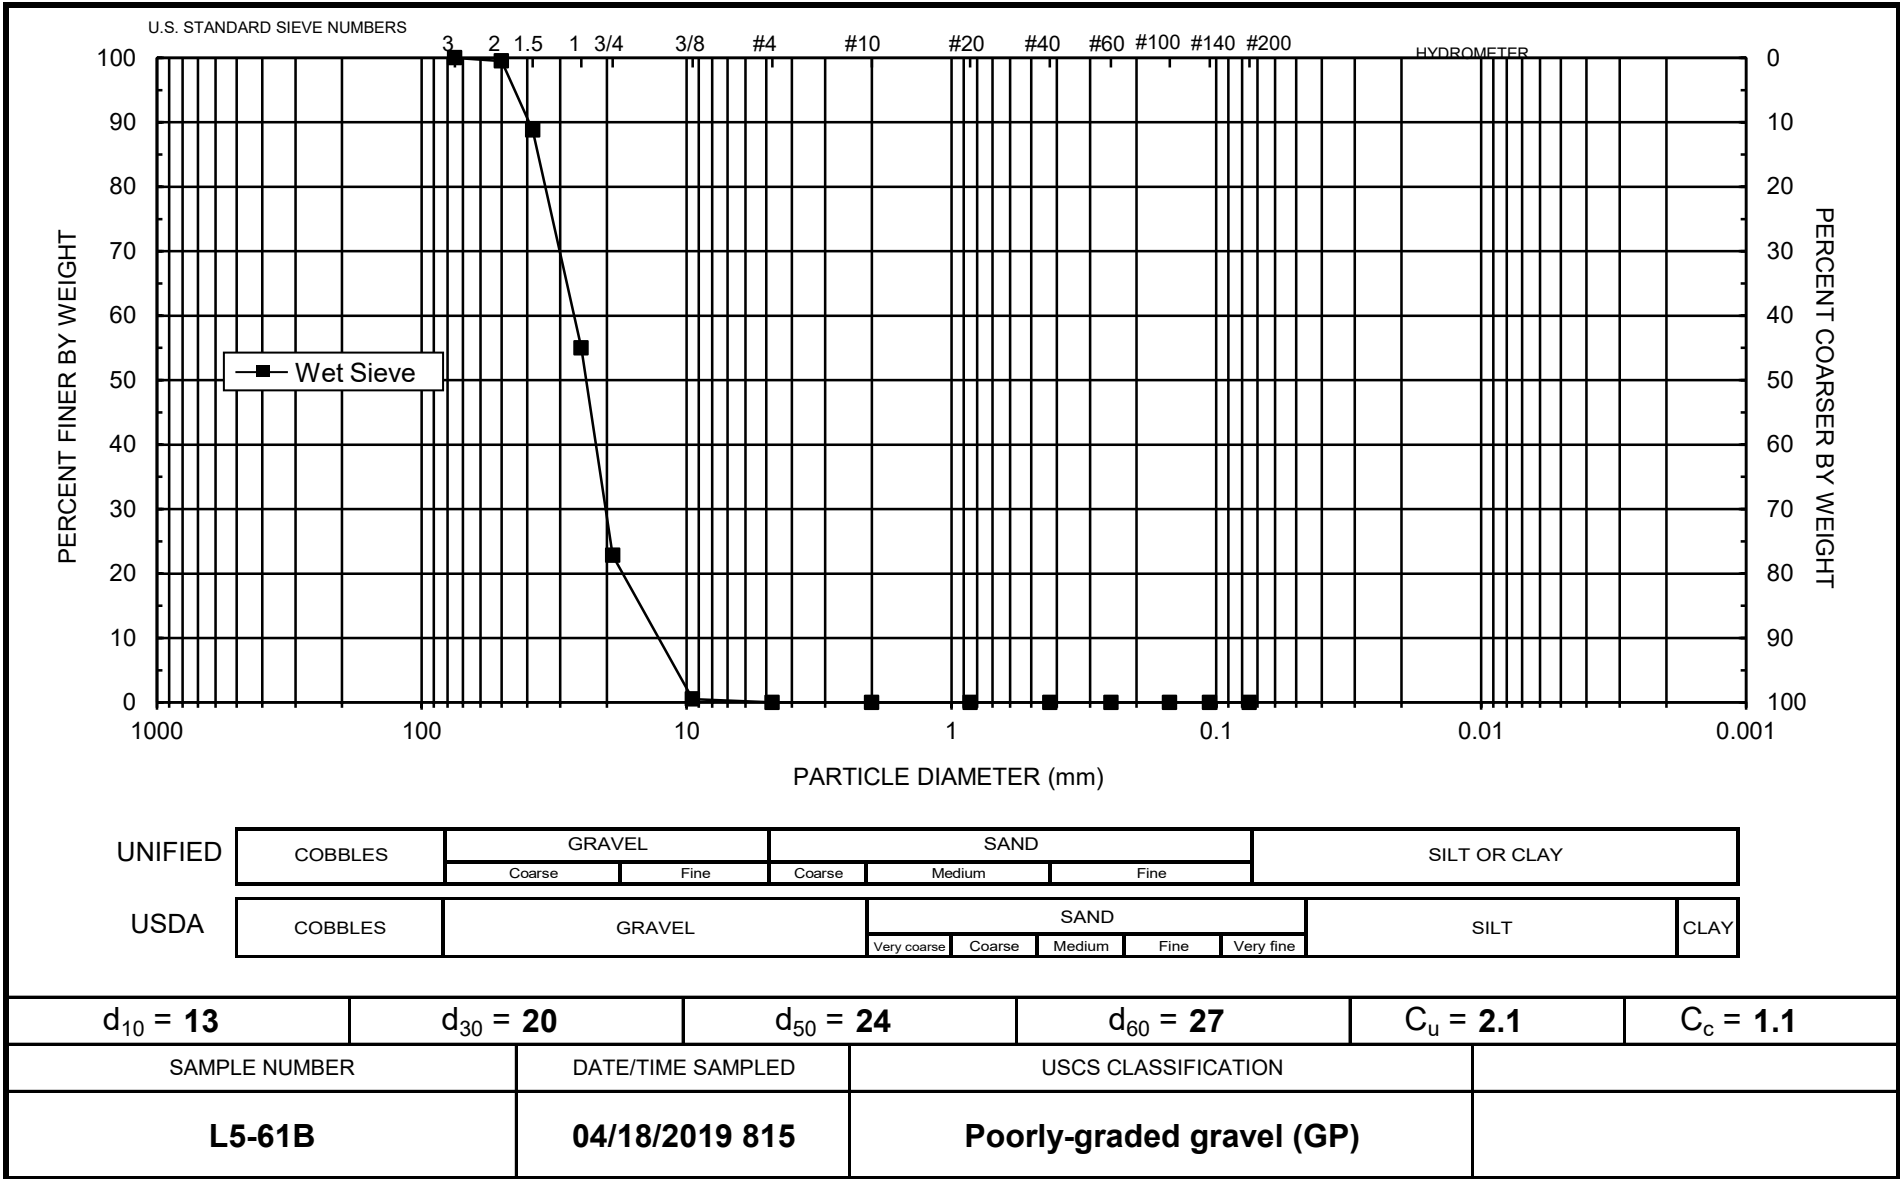 U.S. STANDARD SIEVE NUMBERS
3 2 1.5 1 3/4 3/8 #4 #10 #20 #40 #60 #100 #140 #200
HYDROMETER
100 0
90 10
80 20
70 30
60 40
50 50
40 60
30 70
20 80
10 90
0 100
PERCENT FINER BY WEIGHT
PERCENT COARSER BY WEIGHT
Wet Sieve
1000 100 10 1 0.1 0.01 0.001
PARTICLE DIAMETER (mm)
UNIFIED COBBLES GRAVEL SAND SILT OR CLAY
Coarse Fine Coarse Medium Fine
USDA COBBLES GRAVEL SAND SILT CLAY
Very coarse Coarse Medium Fine Very fine
d10 = 13 d30 = 20 d50 = 24 d60 = 27 Cu = 2.1 Cc = 1.1
SAMPLE NUMBER DATE/TIME SAMPLED USCS CLASSIFICATION
L5-61B 04/18/2019 815 Poorly-graded gravel (GP)